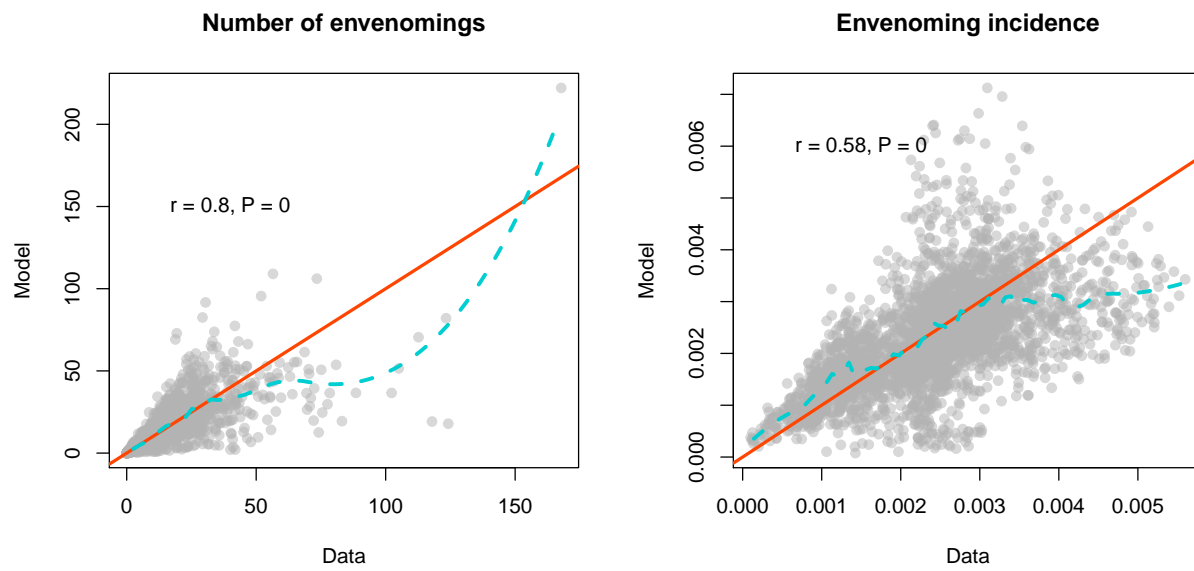 Number of envenomings
200
150
100
50
0
Model
r = 0.8, P = 0
0
50
100
150
Data
Envenoming incidence
0.006
0.004
0.002
0.000
Model
r = 0.58, P = 0
0.000
0.001
0.002
0.003
0.004
0.005
Data